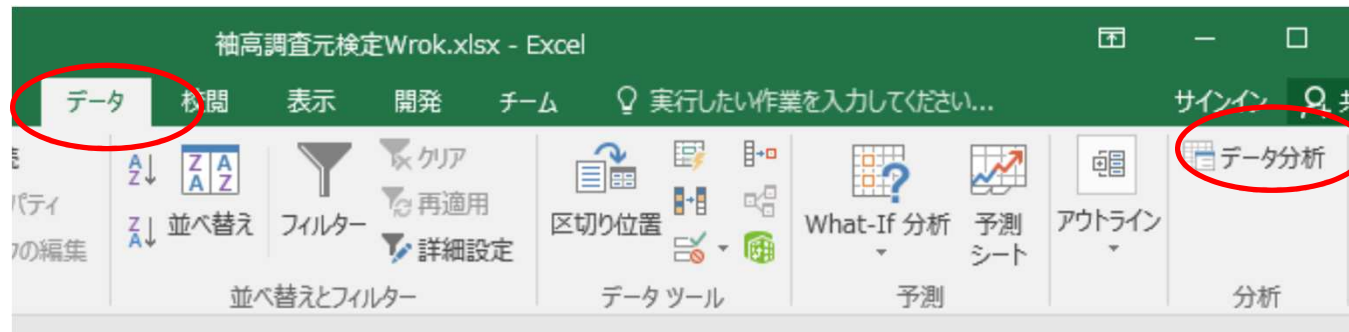 袖高調査元検定Wrok.xlsx - Excel
データ 校閲 表示 開発 チーム 実行したい作業を入力してください... サインイン 共
続 クリア データ分析
パティ 再適用
クの編集 並べ替え フィルター 詳細設定 区切り位置 What-If 分析 予測シート アウトライン
並べ替えとフィルター データ ツール 予測 分析